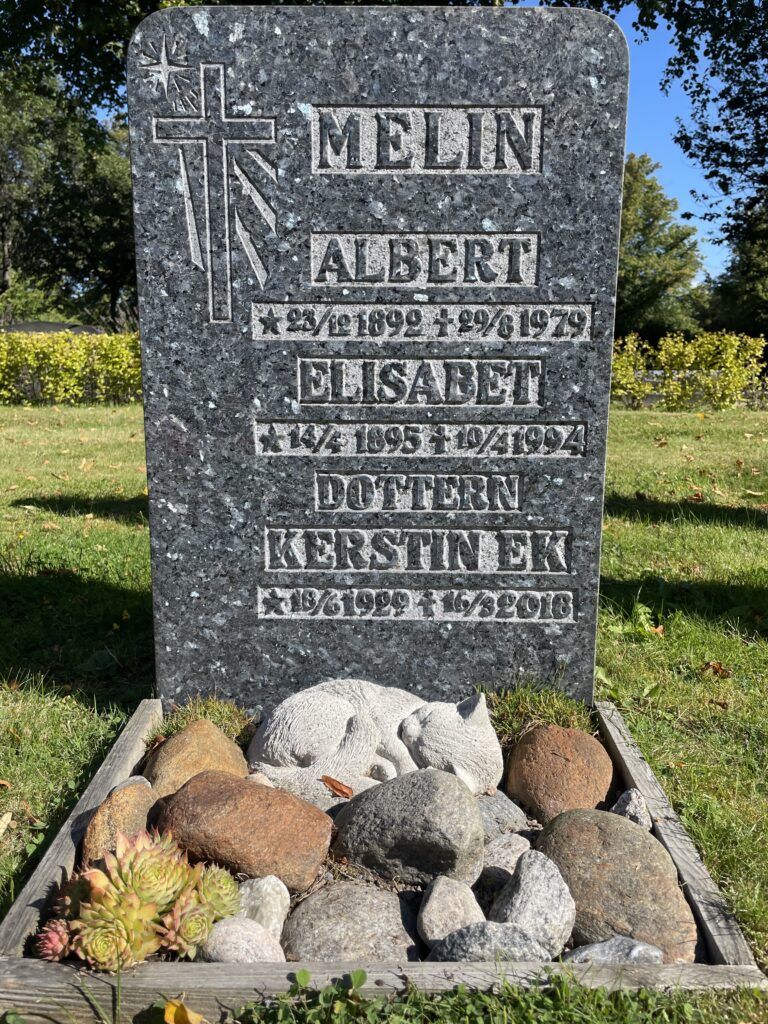 MELIN
ALBERT
★23/12 1892 ✝29/8 1979
ELISABET
★14/4 1895 ✝19/4 1994
DOTTERN
KERSTIN EK
★18/6 1929 ✝16/3 2018